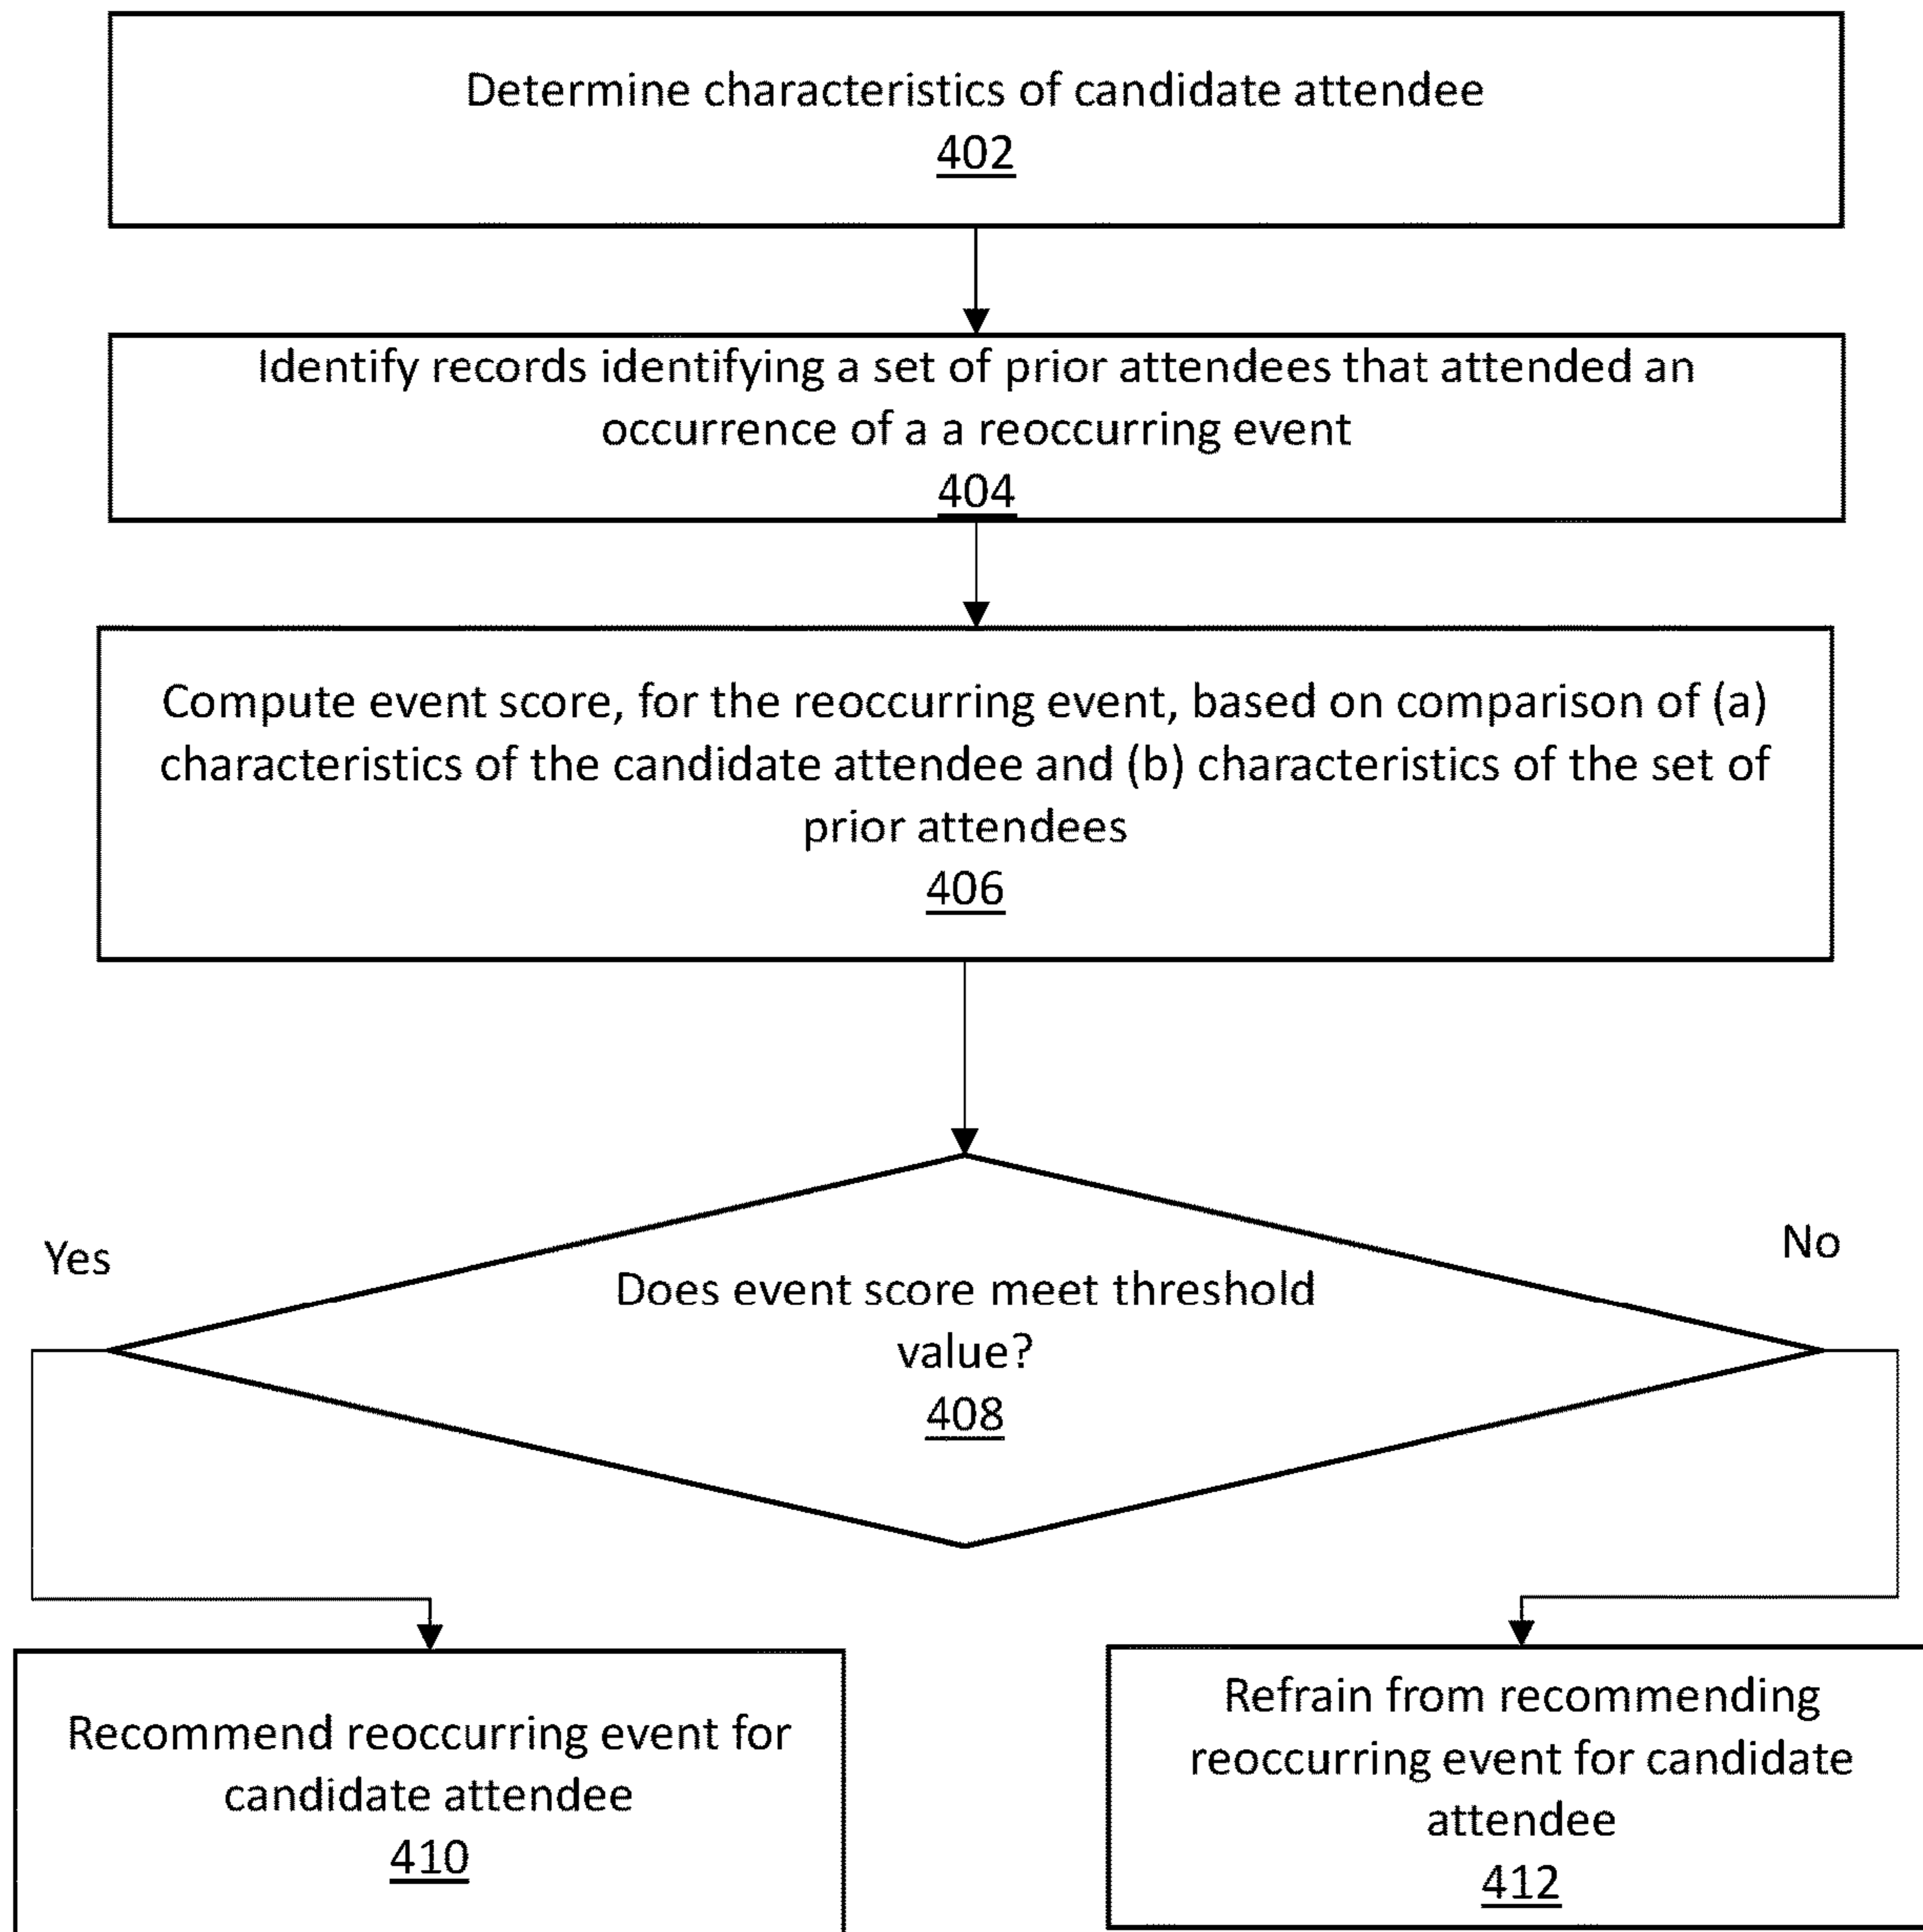 Determine characteristics of candidate attendee
402
Identify records identifying a set of prior attendees that attended an
occurrence of a a reoccurring event
404
Compute event score, for the reoccurring event, based on comparison of (a)
characteristics of the candidate attendee and (b) characteristics of the set of
prior attendees
406
Yes
No
Does event score meet threshold
value?
408
Recommend reoccurring event for
candidate attendee
410
Refrain from recommending
reoccurring event for candidate
attendee
412